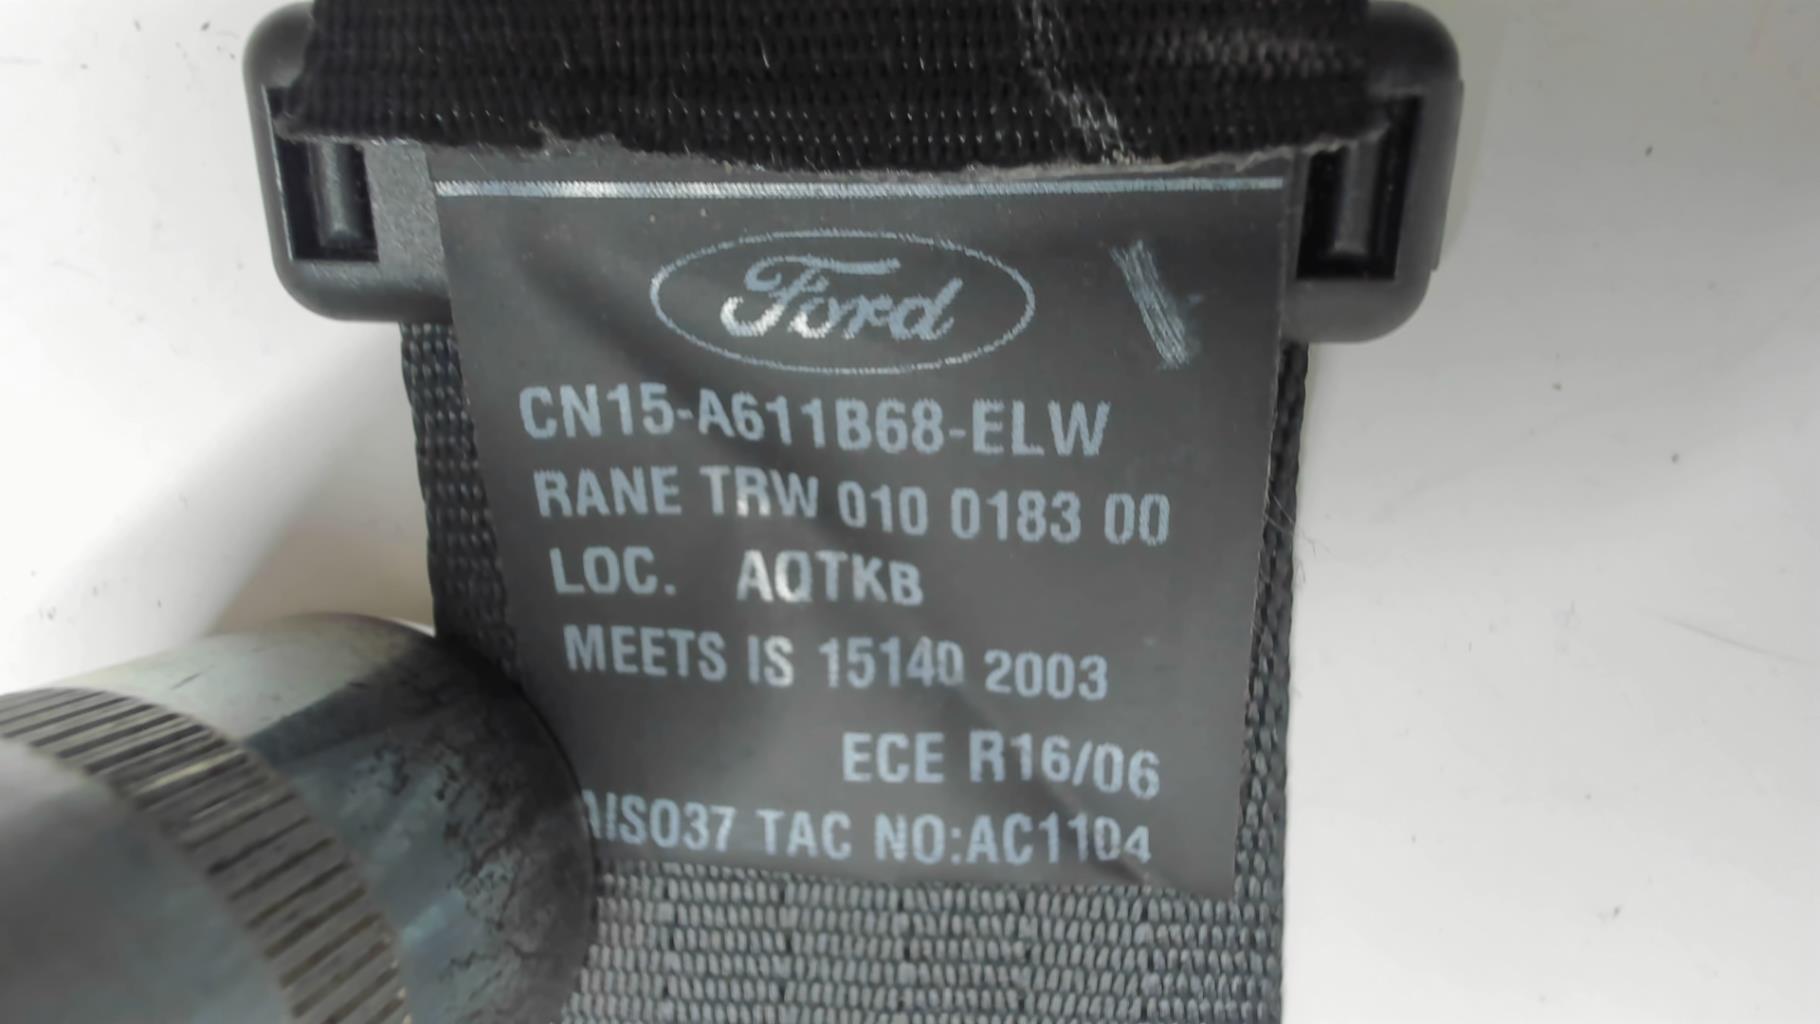 Ford
CN15-A611B68-ELW
RANE TRW 010 0183 00
LOC. AQTKB
MEETS IS 15140 2003
ECE R16/06
AIS037 TAC NO:AC1104